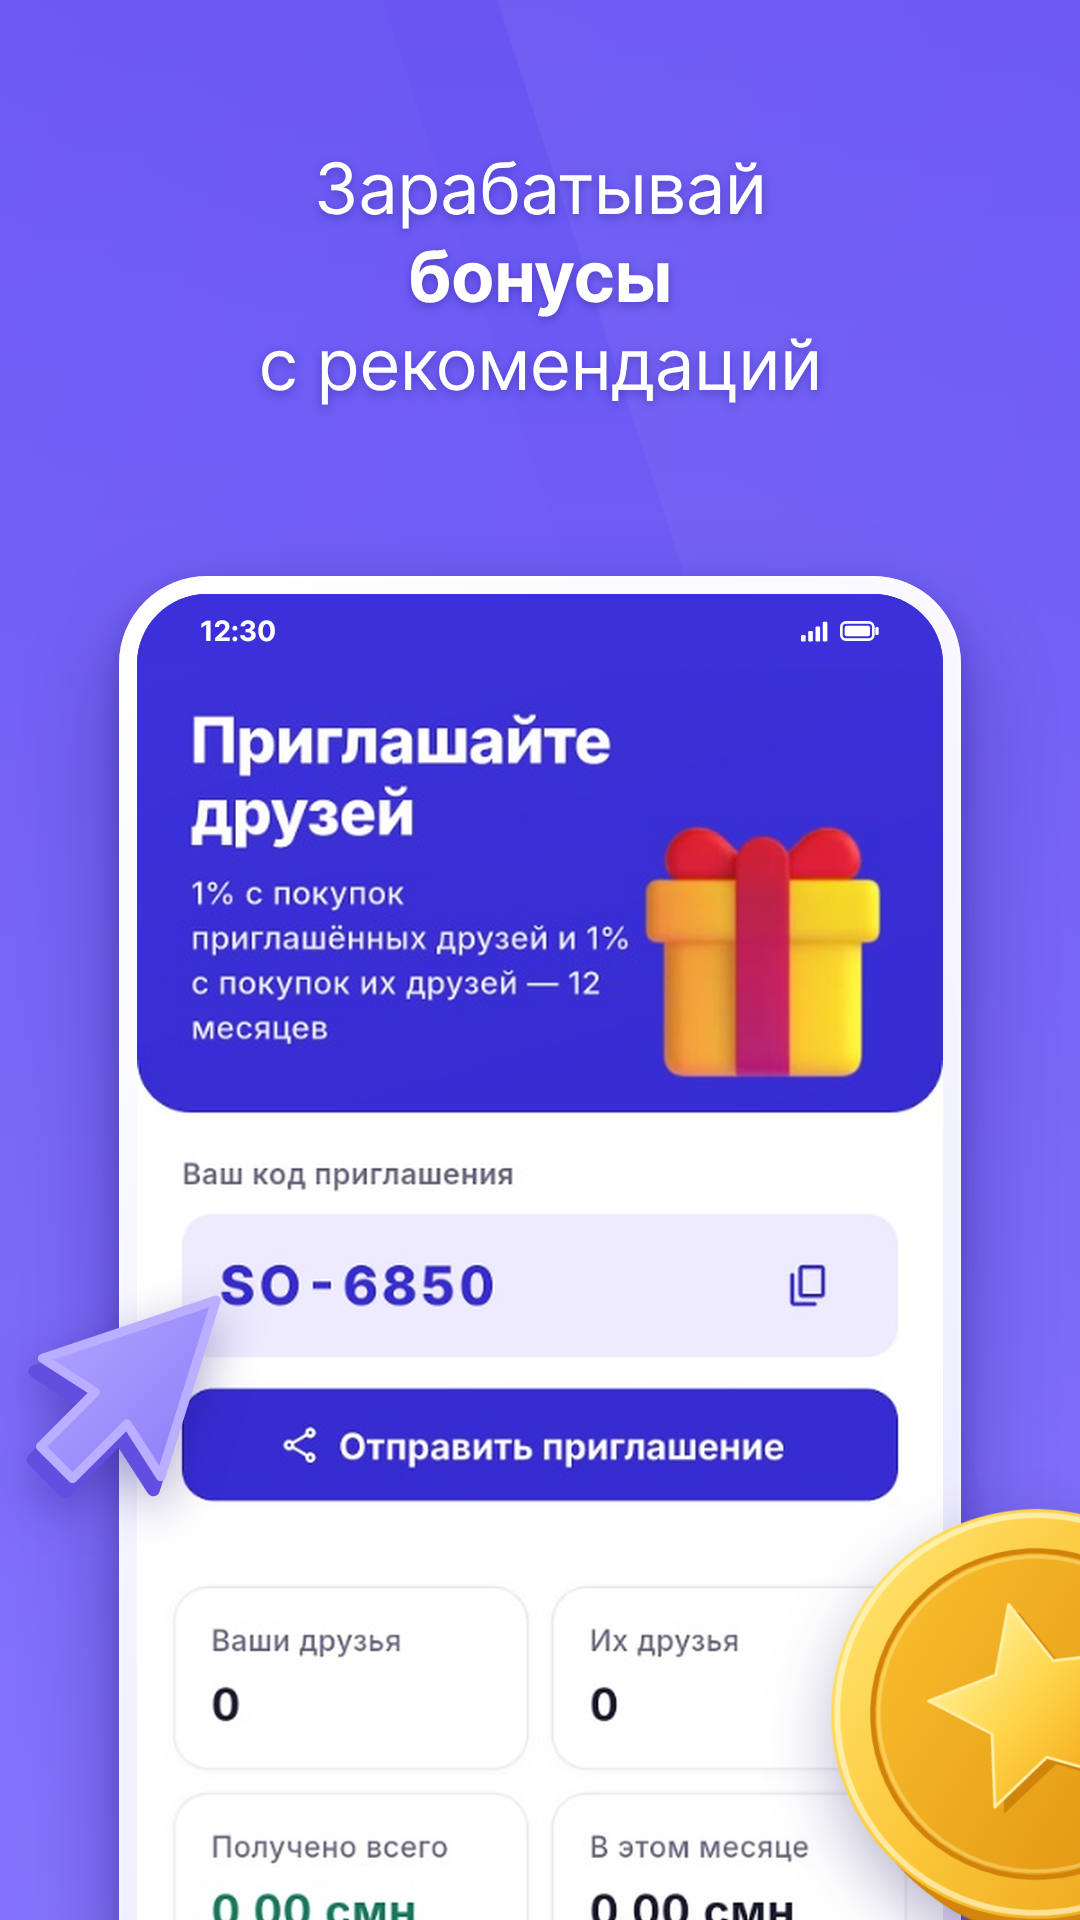 Зарабатывай
бонусы
с рекомендаций
12:30
Приглашайте
друзей
1% с покупок
приглашённых друзей и 1%
с покупок их друзей — 12
месяцев
Ваш код приглашения
SO-6850
Отправить приглашение
Ваши друзья
Их друзья
0
0
Получено всего
В этом месяце
0,00 смн
0,00 смн